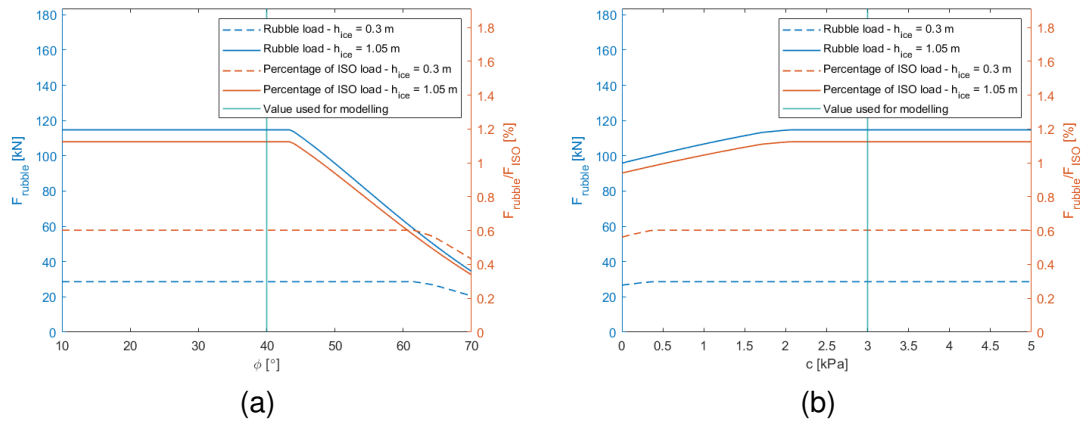 180
160
140
120
100
80
60
40
20
0
F_rubble [kN]
Rubble load - h_ice = 0.3 m
Rubble load - h_ice = 1.05 m
Percentage of ISO load - h_ice = 0.3 m
Percentage of ISO load - h_ice = 1.05 m
Value used for modelling
1.8
1.6
1.4
1.2
1
0.8
0.6
0.4
0.2
0
F_rubble/F_ISO [%]
10 20 30 40 50 60 70
ϕ [°]
(a)
180
160
140
120
100
80
60
40
20
0
F_rubble [kN]
Rubble load - h_ice = 0.3 m
Rubble load - h_ice = 1.05 m
Percentage of ISO load - h_ice = 0.3 m
Percentage of ISO load - h_ice = 1.05 m
Value used for modelling
1.8
1.6
1.4
1.2
1
0.8
0.6
0.4
0.2
0
F_rubble/F_ISO [%]
0 0.5 1 1.5 2 2.5 3 3.5 4 4.5 5
c [kPa]
(b)